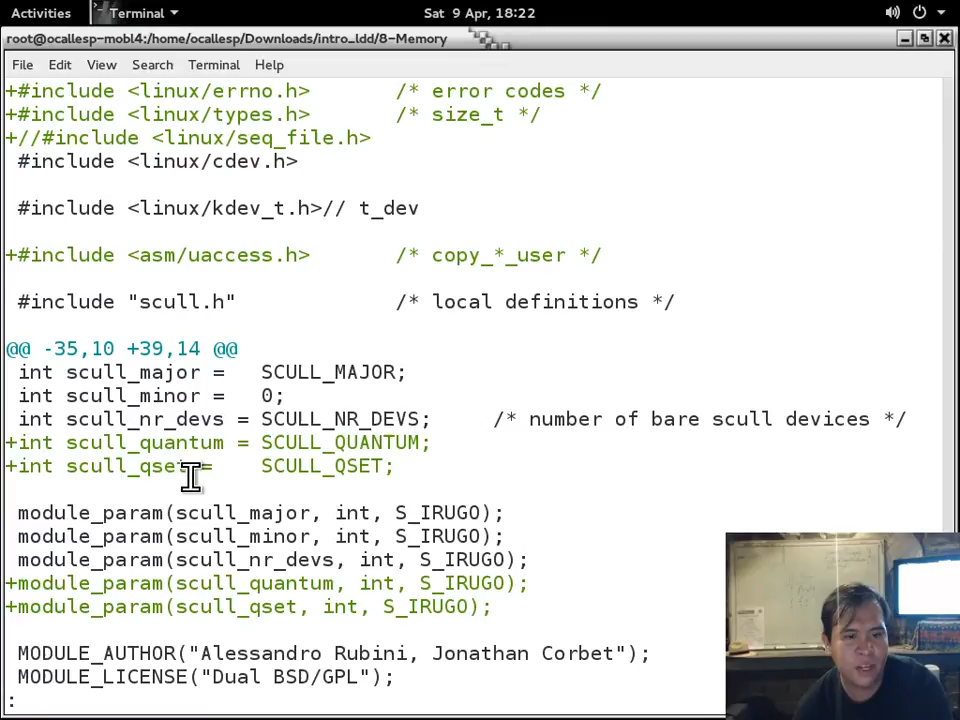 Activities Terminal Sat 9 Apr, 18:22
root@ocallesp-mobl4:/home/ocallesp/Downloads/intro_ldd/8-Memory
File Edit View Search Terminal Help
+#include <linux/errno.h> /* error codes */
+#include <linux/types.h> /* size_t */
+//#include <linux/seq_file.h>
#include <linux/cdev.h>
#include <linux/kdev_t.h>// t_dev
+#include <asm/uaccess.h> /* copy_*_user */
#include "scull.h" /* local definitions */
@@ -35,10 +39,14 @@
int scull_major = SCULL_MAJOR;
int scull_minor = 0;
int scull_nr_devs = SCULL_NR_DEVS; /* number of bare scull devices */
+int scull_quantum = SCULL_QUANTUM;
+int scull_qset = SCULL_QSET;
module_param(scull_major, int, S_IRUGO);
module_param(scull_minor, int, S_IRUGO);
module_param(scull_nr_devs, int, S_IRUGO);
+module_param(scull_quantum, int, S_IRUGO);
+module_param(scull_qset, int, S_IRUGO);
MODULE_AUTHOR("Alessandro Rubini, Jonathan Corbet");
MODULE_LICENSE("Dual BSD/GPL");
: